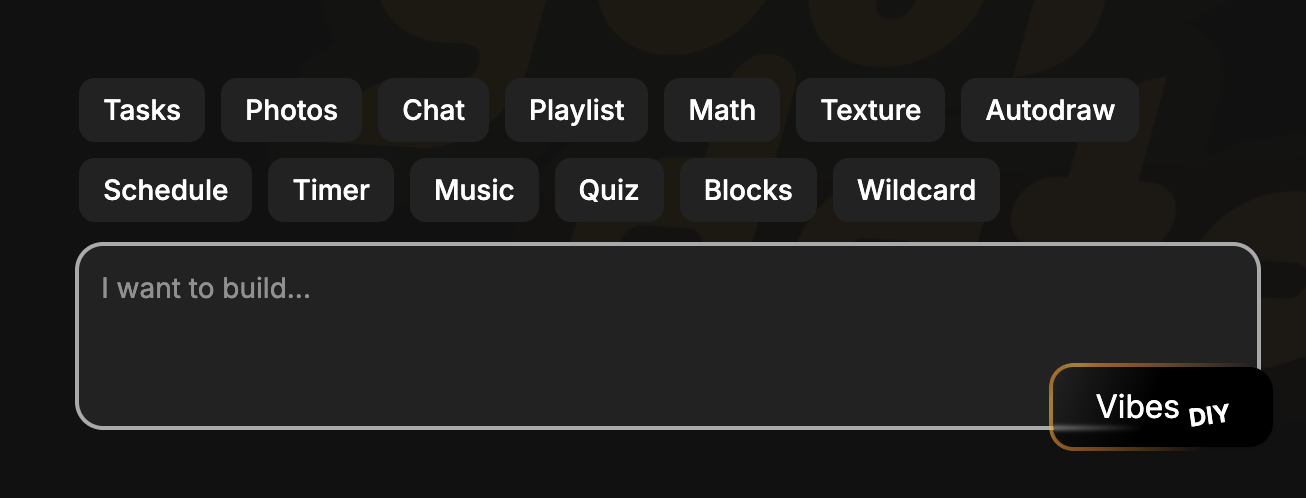 Tasks Photos Chat Playlist Math Texture Autodraw
Schedule Timer Music Quiz Blocks Wildcard
I want to build...
Vibes DIY